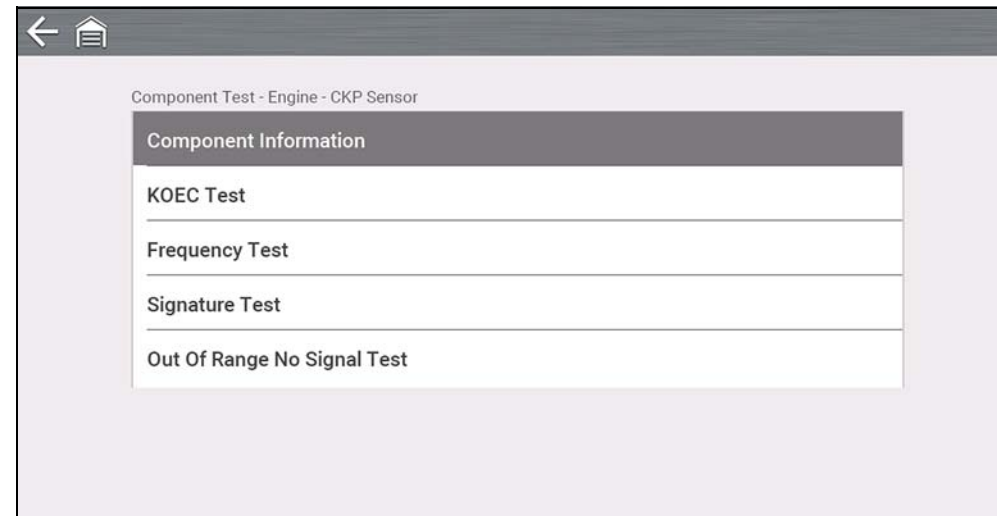 Component Test - Engine - CKP Sensor
Component Information
KOEC Test
Frequency Test
Signature Test
Out Of Range No Signal Test